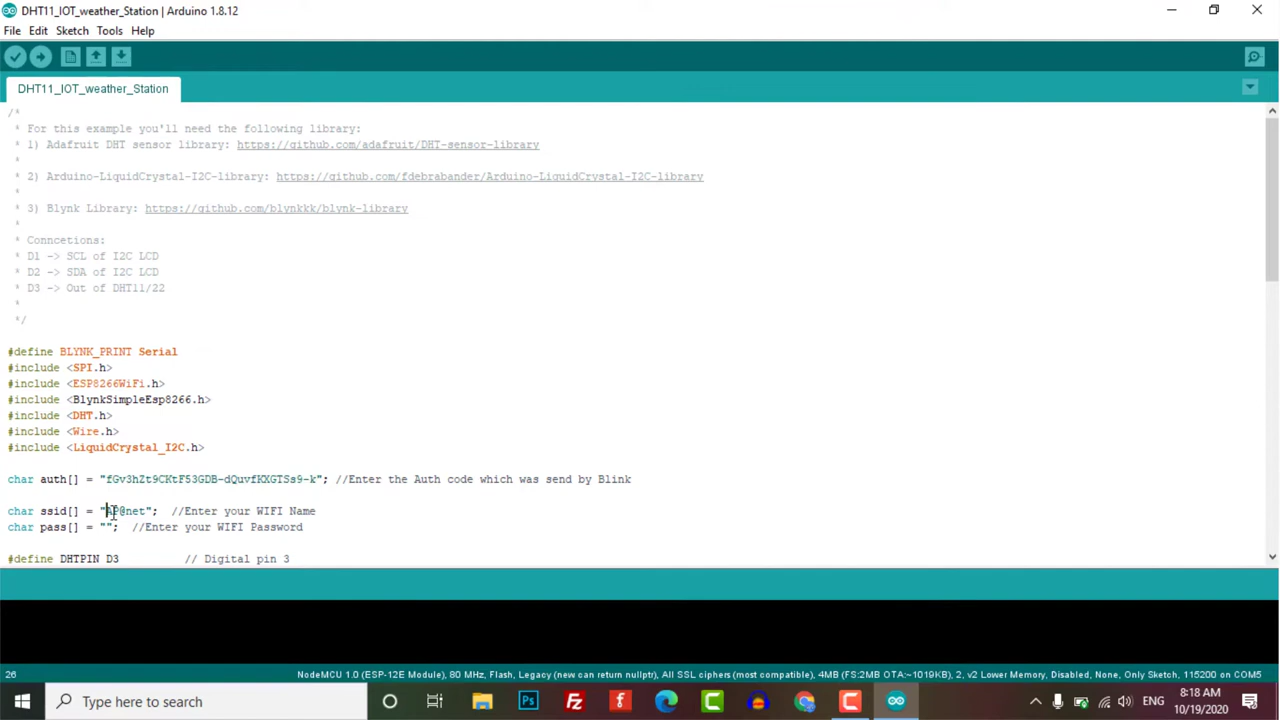 DHT11_IOT_weather_Station | Arduino 1.8.12
File Edit Sketch Tools Help
DHT11_IOT_weather_Station
/*
* For this example you'll need the following library:
* 1) Adafruit DHT sensor library: https://github.com/adafruit/DHT-sensor-library
*
* 2) Arduino-LiquidCrystal-I2C-library: https://github.com/fdebrabander/Arduino-LiquidCrystal-I2C-library
*
* 3) Blynk Library: https://github.com/blynkkk/blynk-library
*
* Conncetions:
* D1 -> SCL of I2C LCD
* D2 -> SDA of I2C LCD
* D3 -> Out of DHT11/22
*
*/
#define BLYNK_PRINT Serial
#include <SPI.h>
#include <ESP8266WiFi.h>
#include <BlynkSimpleEsp8266.h>
#include <DHT.h>
#include <Wire.h>
#include <LiquidCrystal_I2C.h>
char auth[] = "fGv3hZt9CHtF53GDB-dQuvfKXGTSs9-k"; //Enter the Auth code which was send by Blink
char ssid[] = "AP@net"; //Enter your WIFI Name
char pass[] = ""; //Enter your WIFI Password
#define DHTPIN D3 // Digital pin 3
26
NodeMCU 1.0 (ESP-12E Module), 80 MHz, Flash, Legacy (new can return nullptr), All SSL ciphers (most compatible), 4MB (FS:2MB OTA:~1019KB), 2, v2 Lower Memory, Disabled, None, Only Sketch, 115200 on COM5
Type here to search
ENG
8:18 AM
10/19/2020